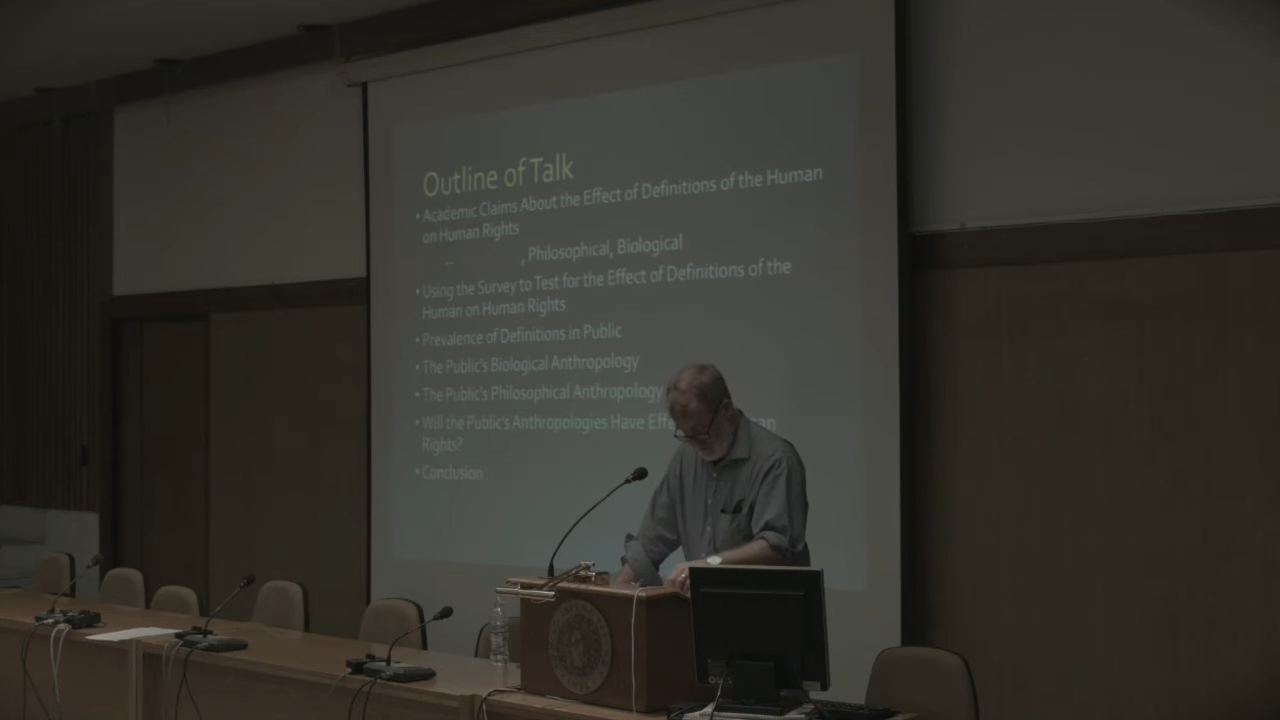 Outline of Talk
• Academic Claims About the Effect of Definitions of the Human
on Human Rights
– , Philosophical, Biological
• Using the Survey to Test for the Effect of Definitions of the
Human on Human Rights
• Prevalence of Definitions in Public
• The Public's Biological Anthropology
• The Public's Philosophical Anthropology
• Will the Public's Anthropologies Have
Rights?
• Conclusion